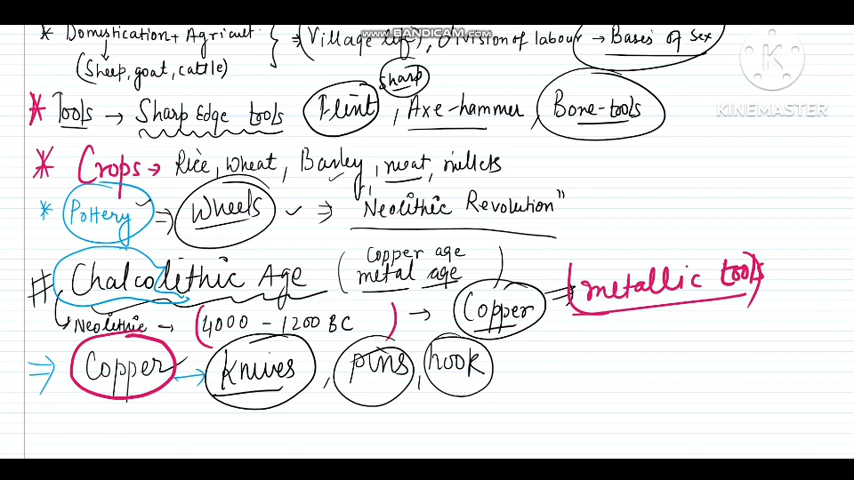 www.BANDICAM.com
* Domestication + Agricult } ⇒ (Village life), division of labour → Bases of Sex
(Sheep, goat, cattle)
sharp
* Tools → Sharp Edge tools Flint, Axe-hammer, Bone-tools
* Crops → Rice, wheat, Barley, meat, millets
* Pottery ⇒ Wheels ✓ ⇒ "Neolithic Revolution"
# Chalcolithic Age (Copper age metal age)
Neolithic → (4000 - 1200 BC) → Copper ⇒ (metallic tools)
⇒ Copper → Knives, pins, hook
KINEMASTER